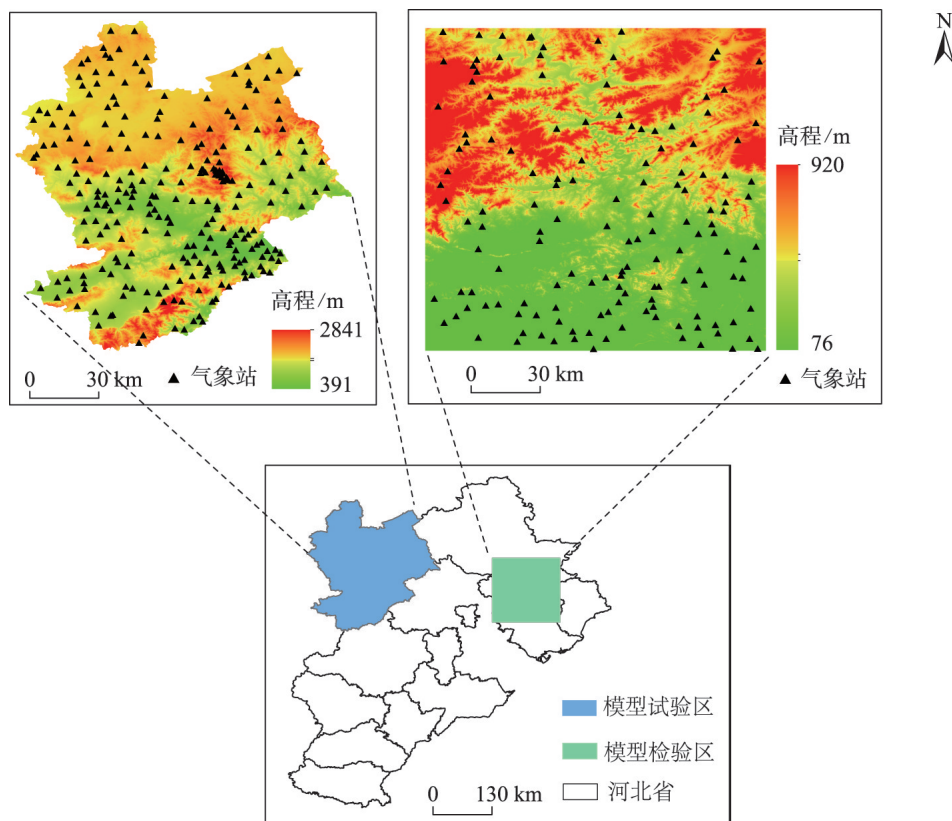 N
高程/m
2841
391
0 30 km
▲ 气象站
高程/m
920
76
0 30 km
▲ 气象站
模型试验区
模型检验区
河北省
0 130 km